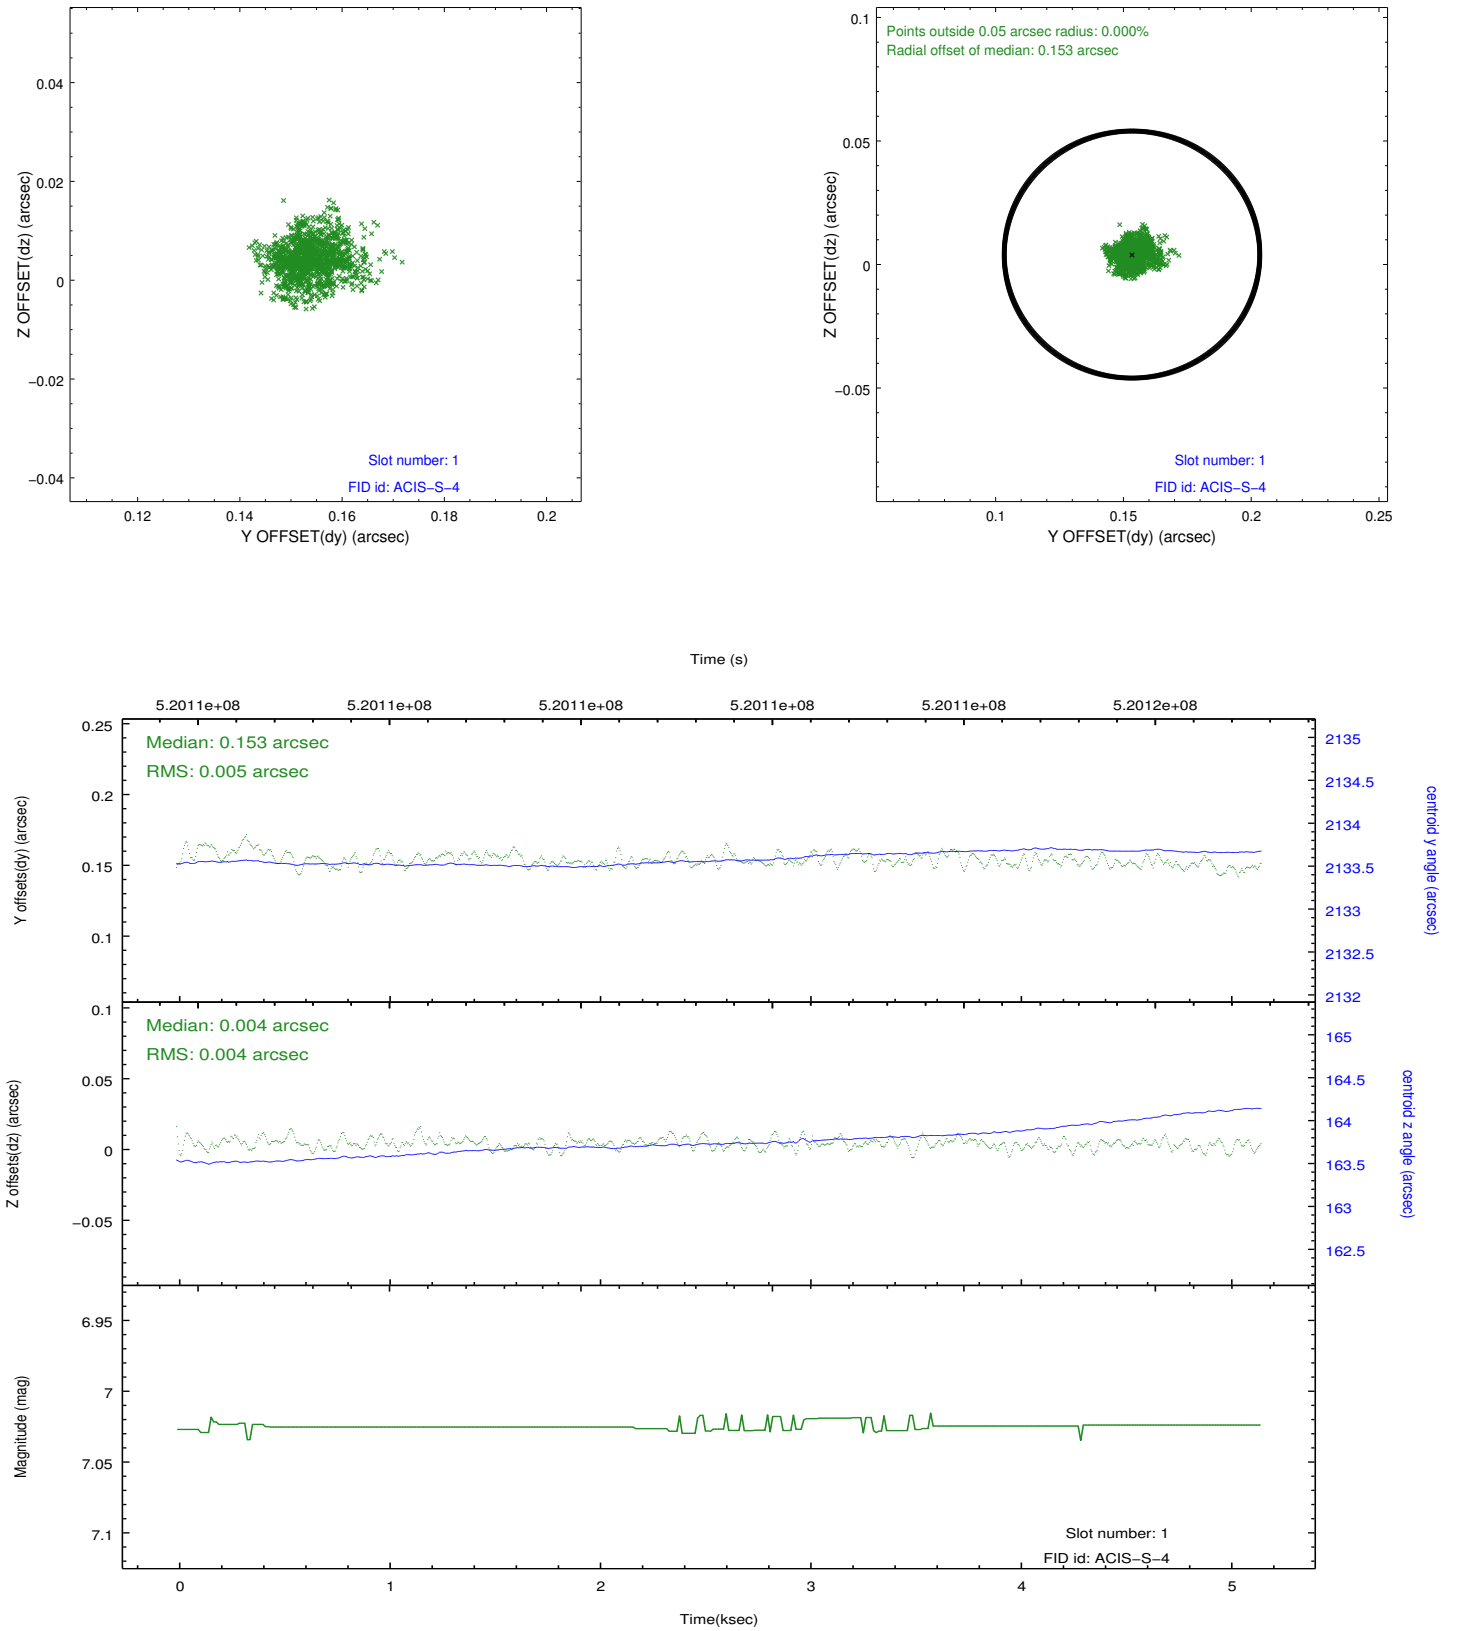 0.04
0.02
0
−0.02
−0.04
Z OFFSET(dz) (arcsec)
Slot number: 1
FID id: ACIS−S−4
0.12 0.14 0.16 0.18 0.2
Y OFFSET(dy) (arcsec)
Points outside 0.05 arcsec radius: 0.000%
Radial offset of median: 0.153 arcsec
0.1
0.05
0
−0.05
Z OFFSET(dz) (arcsec)
Slot number: 1
FID id: ACIS−S−4
0.1 0.15 0.2 0.25
Y OFFSET(dy) (arcsec)
Time (s)
5.2011e+08 5.2011e+08 5.2011e+08 5.2011e+08 5.2011e+08 5.2012e+08
Median: 0.153 arcsec
RMS: 0.005 arcsec
0.25
0.2
0.15
0.1
Y offsets(dy) (arcsec)
2135
2134.5
2134
2133.5
2133
2132.5
2132
centroid y angle (arcsec)
Median: 0.004 arcsec
RMS: 0.004 arcsec
0.1
0.05
0
−0.05
Z offsets(dz) (arcsec)
165
164.5
164
163.5
163
162.5
centroid z angle (arcsec)
6.95
7
7.05
7.1
Magnitude (mag)
Slot number: 1
FID id: ACIS−S−4
0 1 2 3 4 5
Time(ksec)